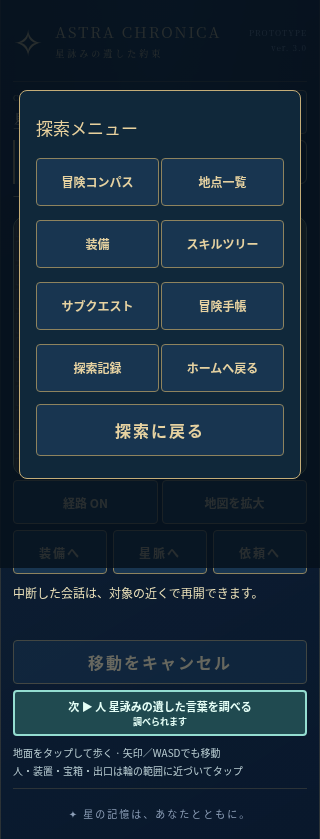 ASTRA CHRONICA
星詠みの遺した約束
PROTOTYPE
探索メニュー
冒険コンパス
地点一覧
装備
スキルツリー
サブクエスト
冒険手帳
探索記録
ホームへ戻る
探索に戻る
経路 ON
地図を拡大
装備へ
星脈へ
依頼へ
中断した会話は、対象の近くで再開できます。
移動をキャンセル
次 ▶ 人 星詠みの遺した言葉を調べる
調べられます
地面をタップして歩く・矢印／WASDでも移動
人・装置・宝箱・出口は輪の範囲に近づいてタップ
✦ 星の記憶は、あなたとともに。